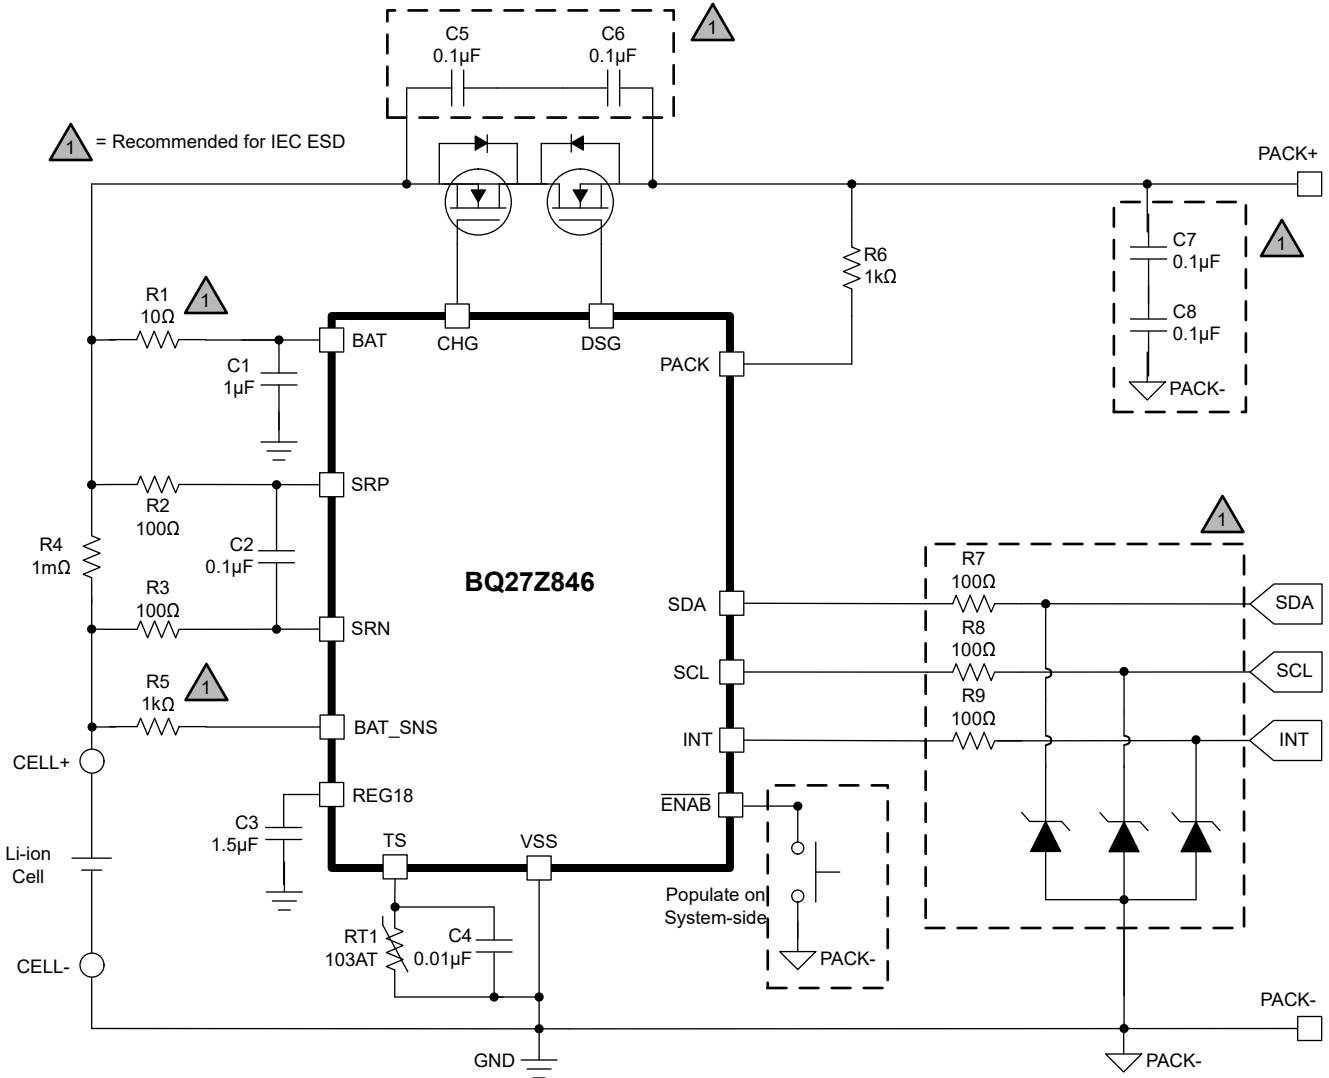 C5
0.1µF
C6
0.1µF
1
1
= Recommended for IEC ESD
PACK+
R1
10Ω
1
C1
1µF
BAT
CHG
DSG
PACK
R6
1kΩ
C7
0.1µF
C8
0.1µF
PACK-
1
SRP
R2
100Ω
R4
1mΩ
C2
0.1µF
R3
100Ω
SRN
R5
1kΩ
1
BAT_SNS
BQ27Z846
1
SDA
R7
100Ω
SDA
SCL
R8
100Ω
SCL
INT
R9
100Ω
INT
CELL+
REG18
C3
1.5µF
ENAB
TS
VSS
Li-ion
Cell
Populate on
System-side
PACK-
RT1
103AT
C4
0.01µF
CELL-
PACK-
GND
PACK-